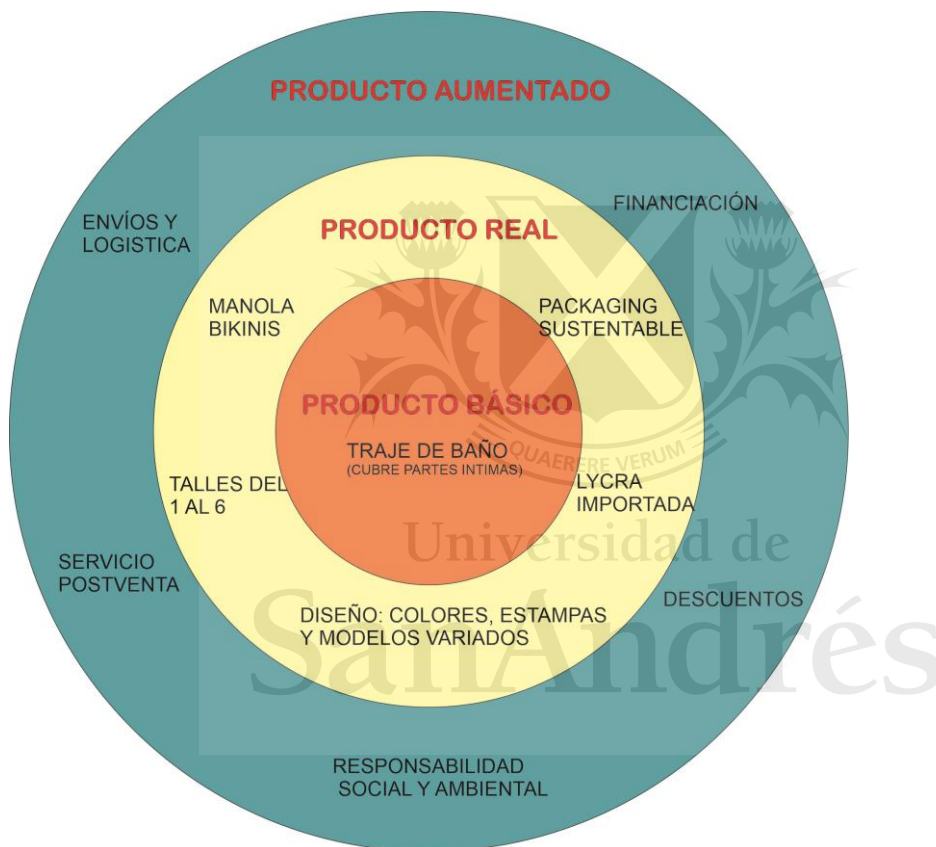 PRODUCTO AUMENTADO
ENVÍOS Y
LOGISTICA
FINANCIACIÓN
PRODUCTO REAL
MANOLA
BIKINIS
PACKAGING
SUSTENTABLE
PRODUCTO BÁSICO
TRAJE DE BAÑO
(CUBRE PARTES INTIMAS)
QUAERERE VERUM
TALLES DEL
1 AL 6
LYCRA
IMPORTADA
Universidad de
SanAndrés
SERVICIO
POSTVENTA
DESCUENTOS
DISEÑO: COLORES, ESTAMPAS
Y MODELOS VARIADOS
RESPONSABILIDAD
SOCIAL Y AMBIENTAL